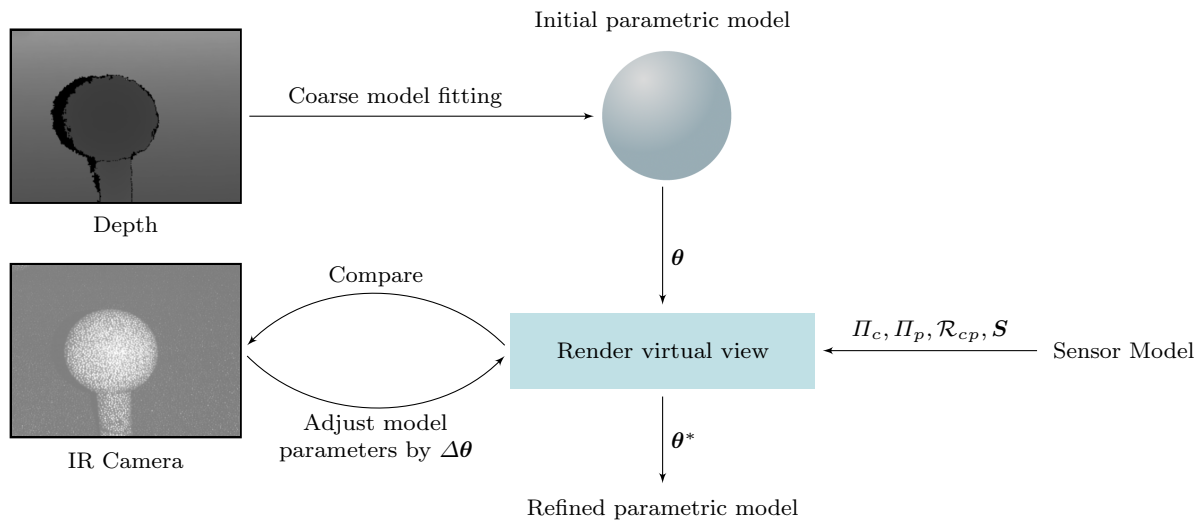 Initial parametric model
Coarse model fitting
Depth
θ
Compare
Π_c, Π_p, ℛ_cp, S
Render virtual view
Sensor Model
Adjust model
parameters by Δθ
θ*
IR Camera
Refined parametric model